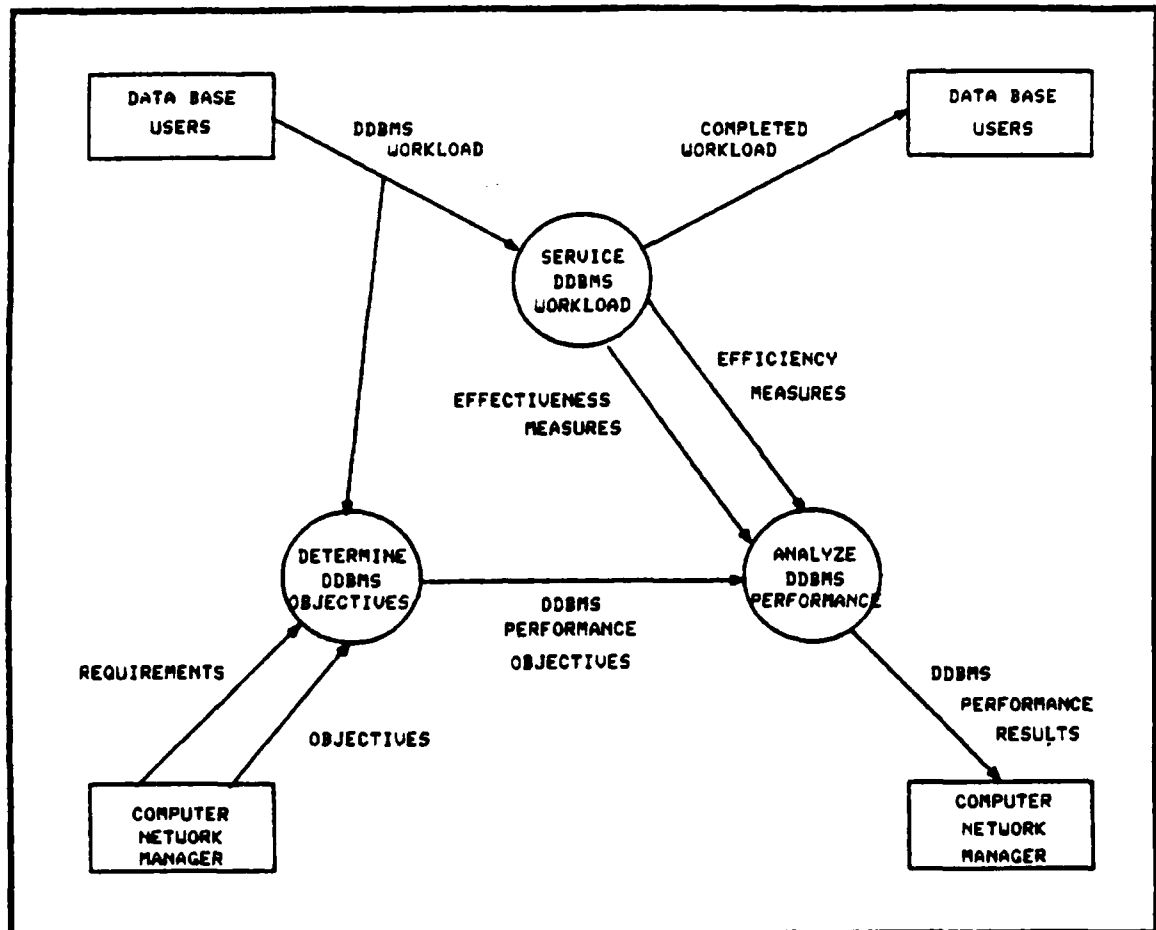 DATA BASE
USERS
DATA BASE
USERS
DDBMS
WORKLOAD
COMPLETED
WORKLOAD
SERVICE
DDBMS
WORKLOAD
EFFICIENCY
MEASURES
EFFECTIVENESS
MEASURES
DETERMINE
DDBMS
OBJECTIVES
ANALYZE
DDBMS
PERFORMANCE
DDBMS
PERFORMANCE
OBJECTIVES
REQUIREMENTS
OBJECTIVES
DDBMS
PERFORMANCE
RESULTS
COMPUTER
NETWORK
MANAGER
COMPUTER
NETWORK
MANAGER